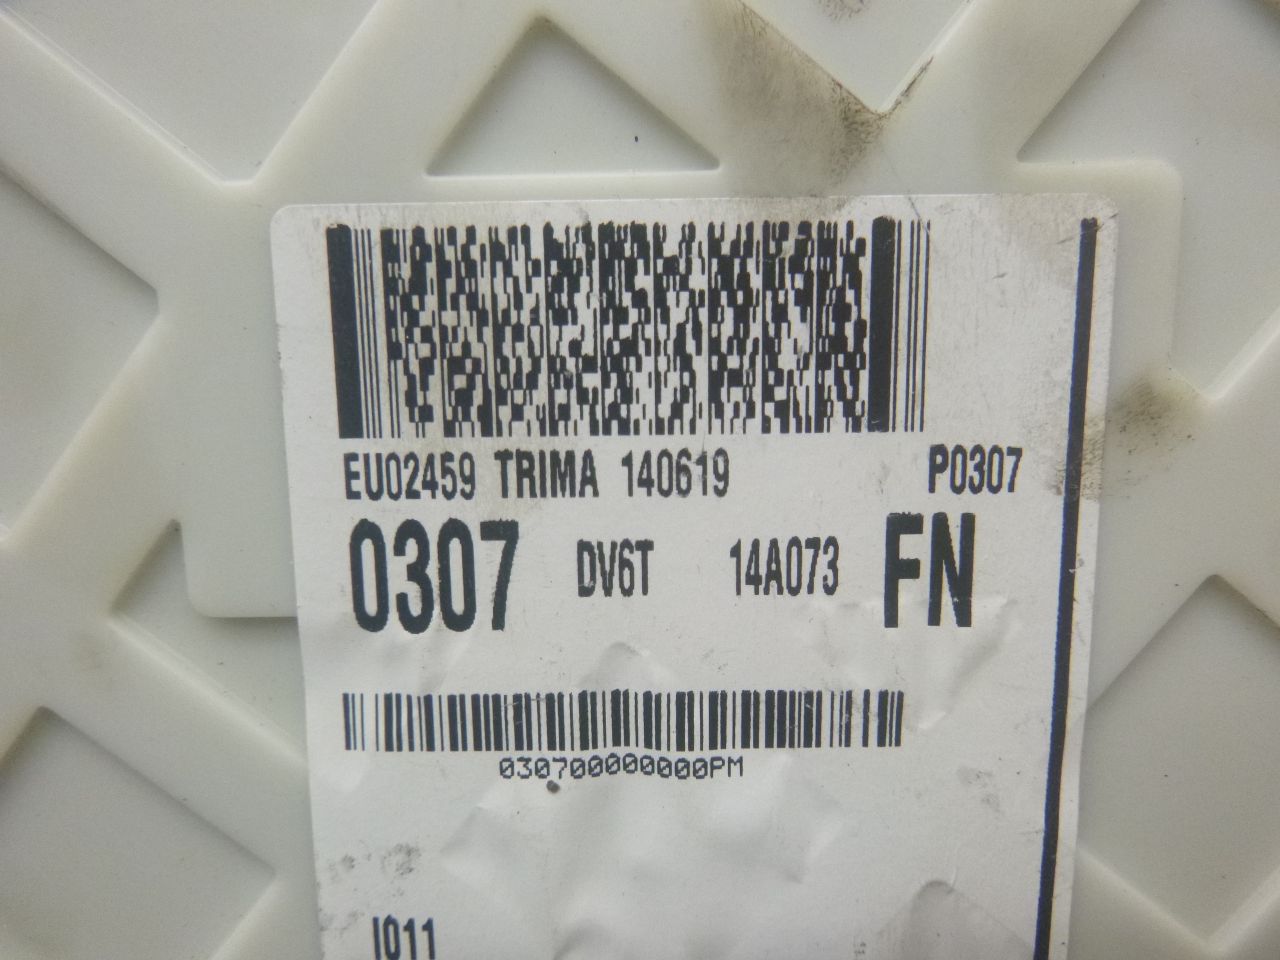 EU02459 TRIMA 140619 P0307
0307 DV6T 14A073 FN
030700000000PM
I011